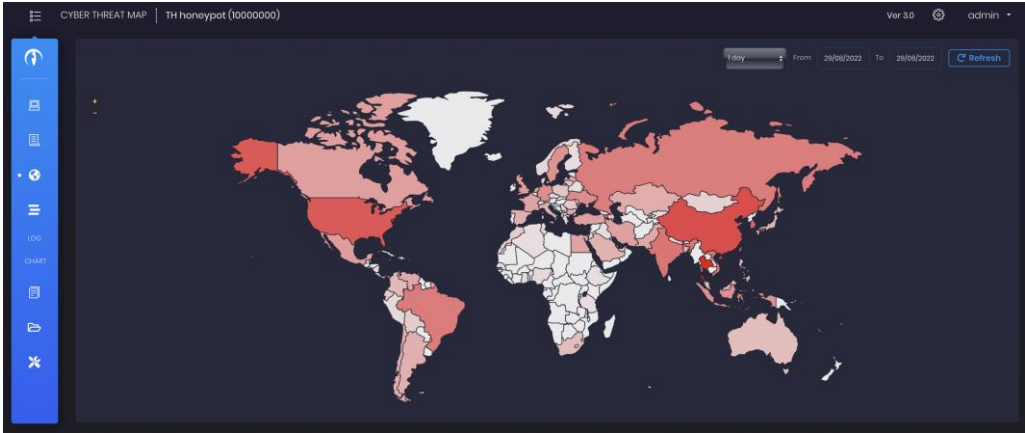 CYBER THREAT MAP | TH honeypot (10000000) Ver 3.0 admin
1 day From 29/08/2022 To 29/08/2022 Refresh
+
-
LOG
CHART